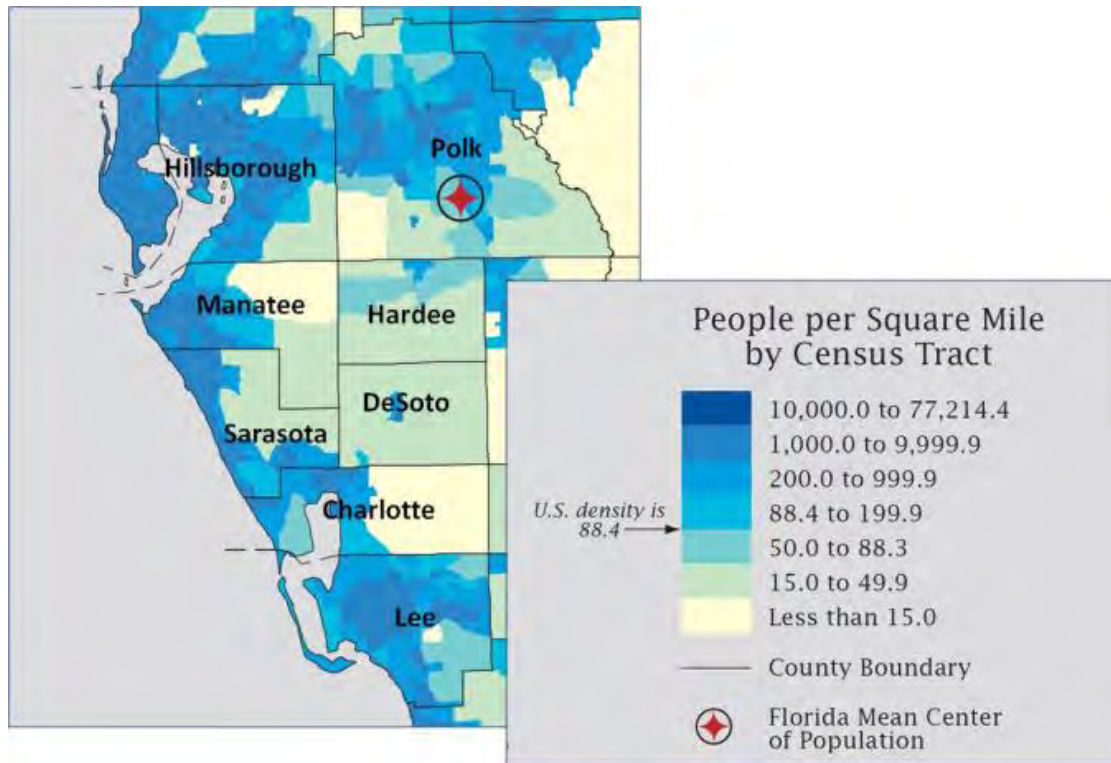 Polk
Hillsborough
Manatee
Hardee
DeSoto
Sarasota
Charlotte
Lee
People per Square Mile
by Census Tract
10,000.0 to 77,214.4
1,000.0 to 9,999.9
200.0 to 999.9
88.4 to 199.9
U.S. density is
88.4
50.0 to 88.3
15.0 to 49.9
Less than 15.0
County Boundary
Florida Mean Center
of Population